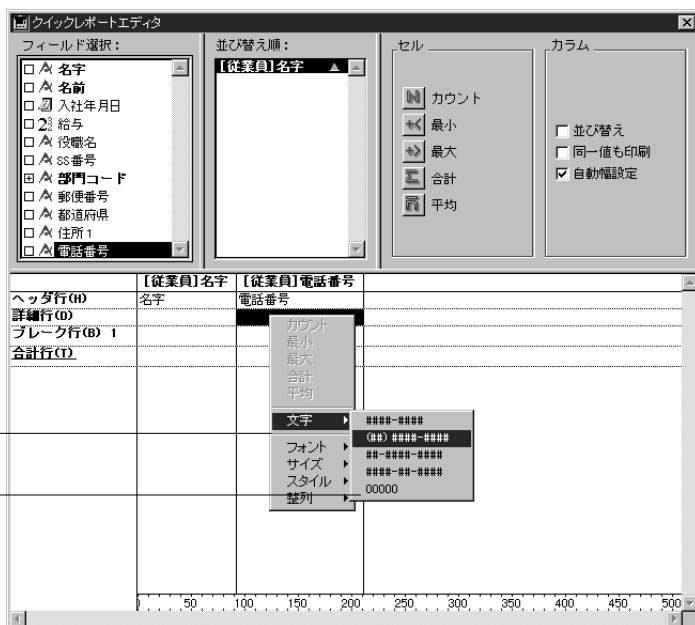 クイックレポートエディタ
フィールド選択：
名字
名前
入社年月日
給与
役職名
SS番号
部門コード
郵便番号
都道府県
住所1
電話番号
並び替え順：
[従業員]名字
セル
カウント
最小
最大
合計
平均
カラム
並び替え
同一値も印刷
自動幅設定
[従業員]名字 [従業員]電話番号
ヘッダ行(H) 名字 電話番号
詳細行(D)
ブレーク行(B) 1
合計行(T)
カウント
最小
最大
合計
平均
文字
フォント
サイズ
スタイル
整列
####-####
(##) ####-####
##-####-####
####-##-####
00000
0 50 100 150 200 250 300 350 400 450 500